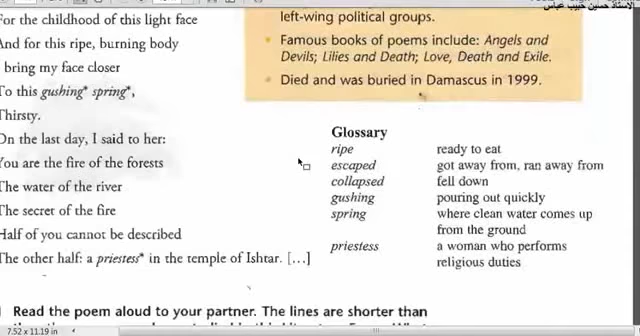 الاستاذ حسين حبيب عباس
For the childhood of this light face
And for this ripe, burning body
bring my face closer
To this gushing* spring*,
Thirsty.
On the last day, I said to her:
You are the fire of the forests
The water of the river
The secret of the fire
Half of you cannot be described
The other half: a priestess* in the temple of Ishtar. [...]
left-wing political groups.
• Famous books of poems include: Angels and
Devils; Lilies and Death; Love, Death and Exile.
• Died and was buried in Damascus in 1999.
Glossary
ripe ready to eat
escaped got away from, ran away from
collapsed fell down
gushing pouring out quickly
spring where clean water comes up
from the ground
priestess a woman who performs
religious duties
Read the poem aloud to your partner. The lines are shorter than
7.52 x 11.19 in